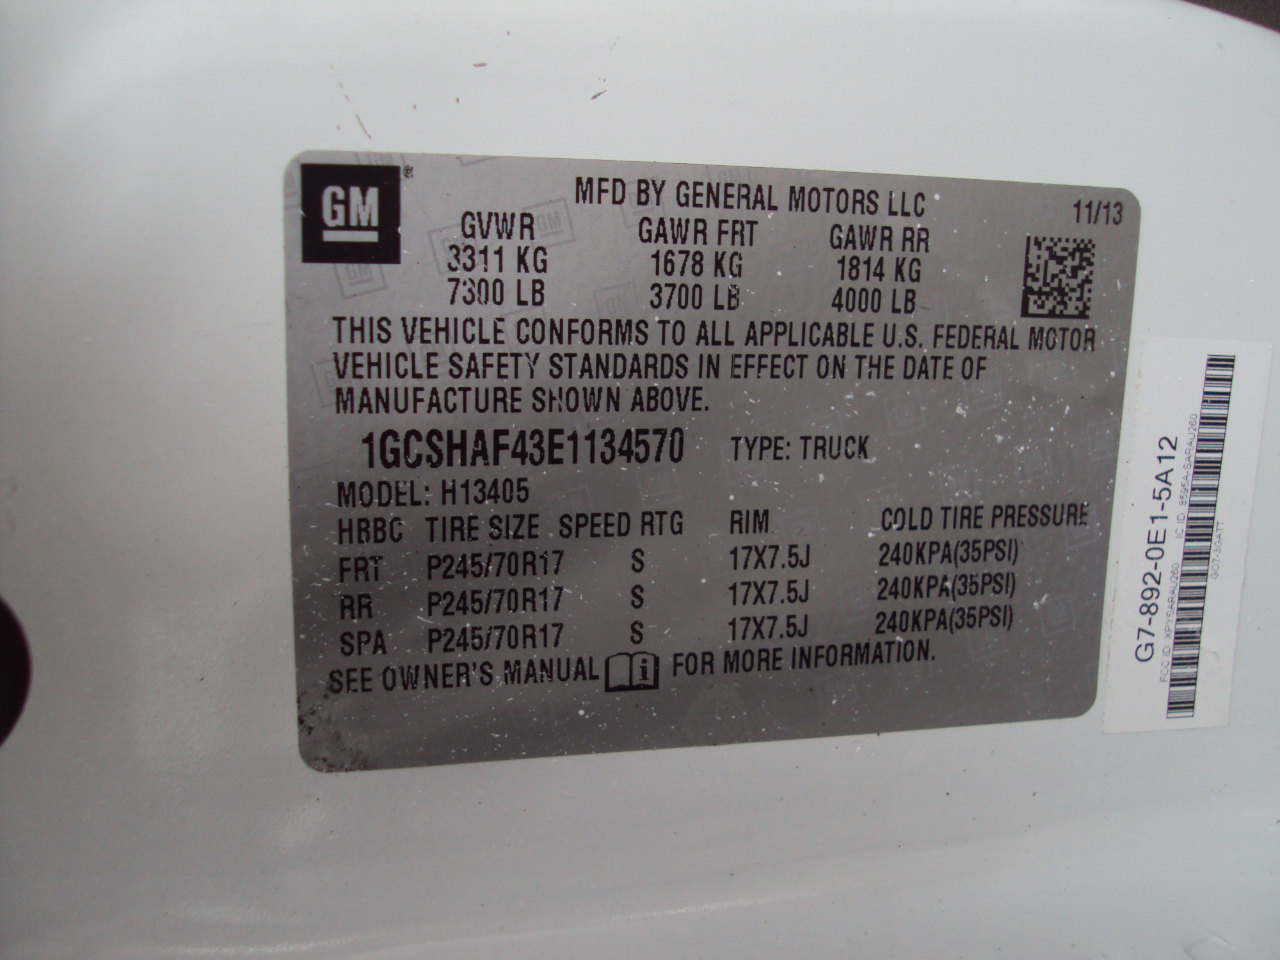 GM
MFD BY GENERAL MOTORS LLC
11/13
GVWR GAWR FRT GAWR RR
3311 KG 1678 KG 1814 KG
7300 LB 3700 LB 4000 LB
THIS VEHICLE CONFORMS TO ALL APPLICABLE U.S. FEDERAL MOTOR
VEHICLE SAFETY STANDARDS IN EFFECT ON THE DATE OF
MANUFACTURE SHOWN ABOVE.
1GCSHAF43E1134570 TYPE: TRUCK
MODEL: H13405
HBBC TIRE SIZE SPEED RTG RIM COLD TIRE PRESSURE
FRT P245/70R17 S 17X7.5J 240KPA(35PSI)
RR P245/70R17 S 17X7.5J 240KPA(35PSI)
SPA P245/70R17 S 17X7.5J 240KPA(35PSI)
SEE OWNER'S MANUAL i FOR MORE INFORMATION.
G7-892-0E1-5A12
FCC ID: IC ID: